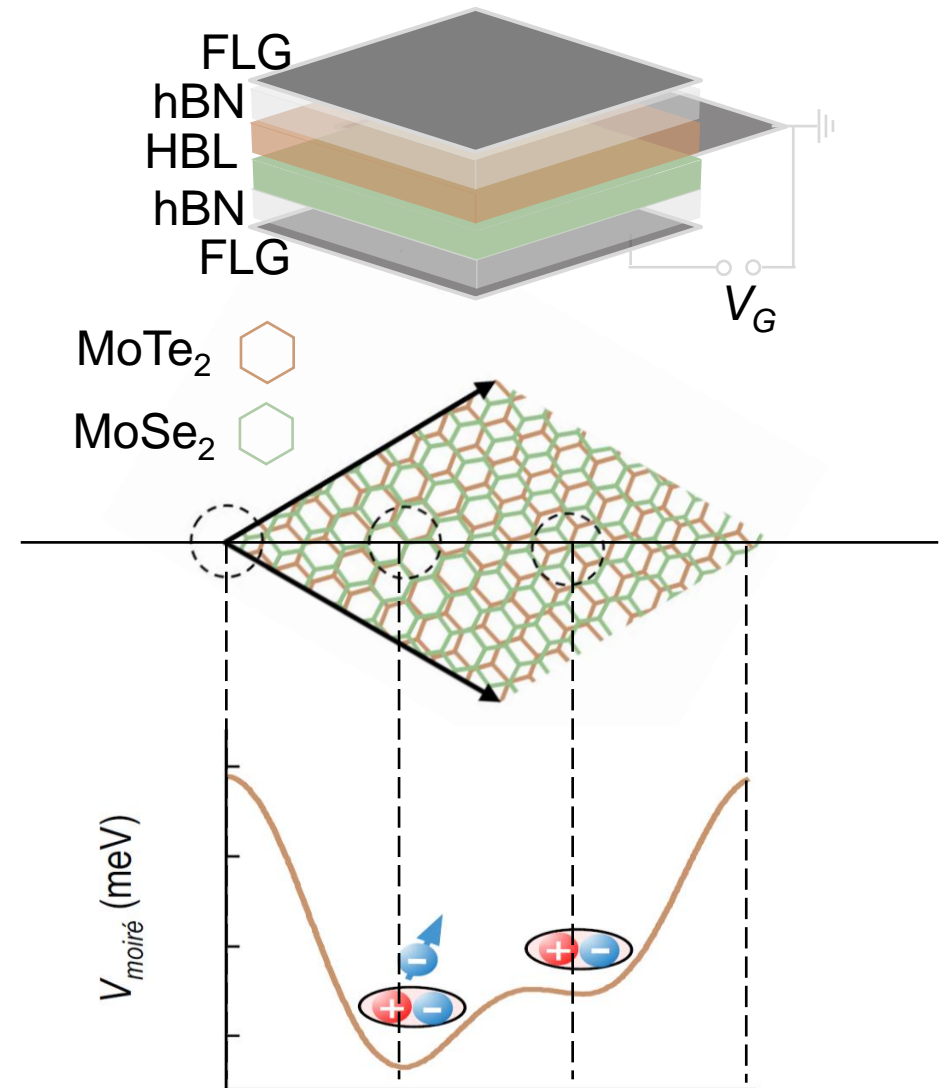 FLG
hBN
HBL
hBN
FLG
V_G
MoTe₂
MoSe₂
V_moiré (meV)
+ −
−
+ −